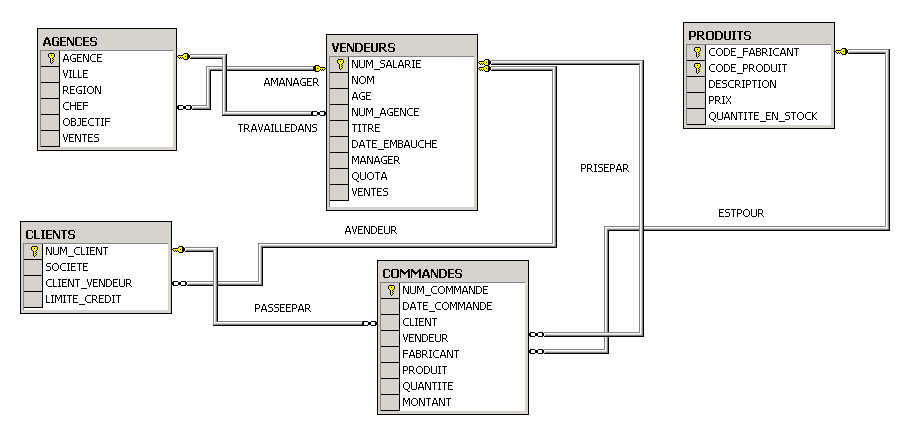 AGENCES
AGENCE
VILLE
REGION
CHEF
OBJECTIF
VENTES
VENDEURS
NUM_SALARIE
NOM
AGE
NUM_AGENCE
TITRE
DATE_EMBAUCHE
MANAGER
QUOTA
VENTES
PRODUITS
CODE_FABRICANT
CODE_PRODUIT
DESCRIPTION
PRIX
QUANTITE_EN_STOCK
AMANAGER
TRAVAILLEDANS
PRISEPAR
ESTPOUR
AVENDEUR
CLIENTS
NUM_CLIENT
SOCIETE
CLIENT_VENDEUR
LIMITE_CREDIT
PASSEEPAR
COMMANDES
NUM_COMMANDE
DATE_COMMANDE
CLIENT
VENDEUR
FABRICANT
PRODUIT
QUANTITE
MONTANT